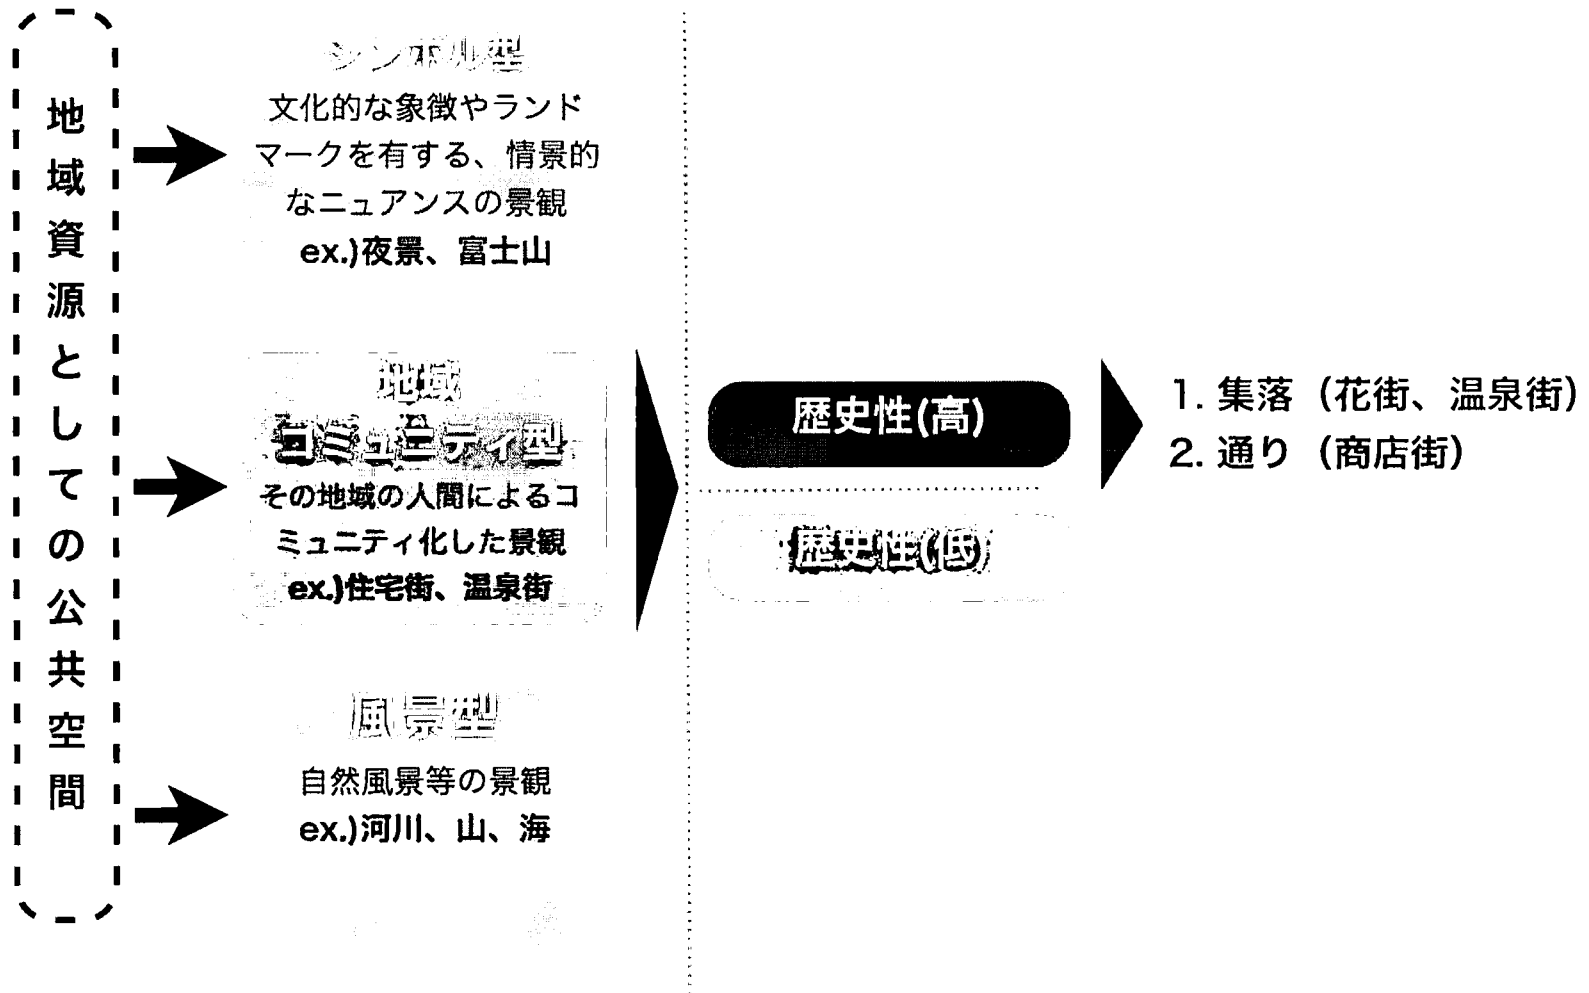 地域資源としての公共空間
シンボル型
文化的な象徴やランド
マークを有する、情景的
なニュアンスの景観
ex.)夜景、富士山
地域
コミュニティ型
その地域の人間によるコ
ミュニティ化した景観
ex.)住宅街、温泉街
風景型
自然風景等の景観
ex.)河川、山、海
歴史性(高)
歴史性(低)
1. 集落（花街、温泉街）
2. 通り（商店街）